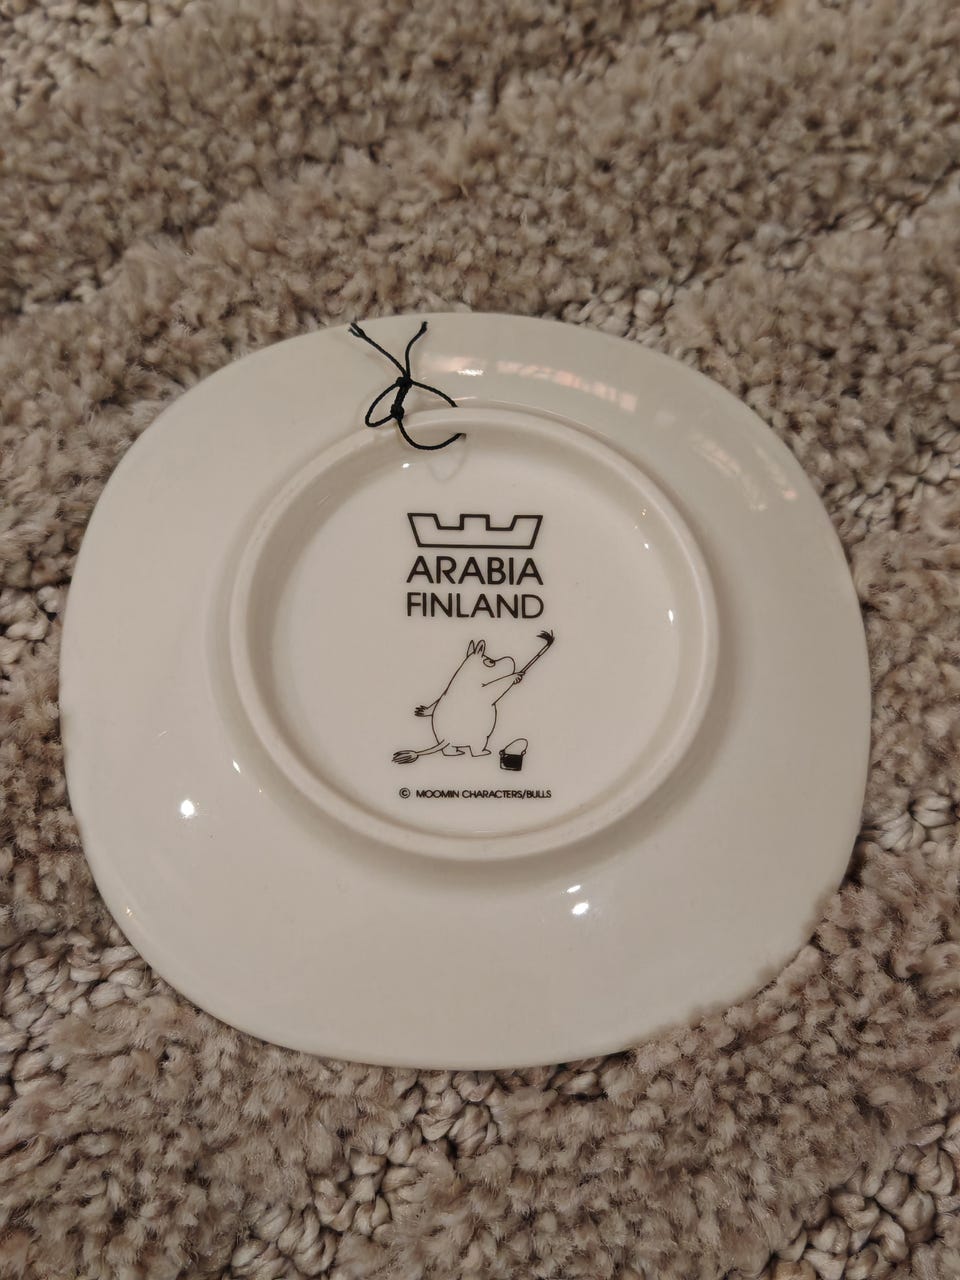 ARABIA
FINLAND
© MOOMIN CHARACTERS/BULLS